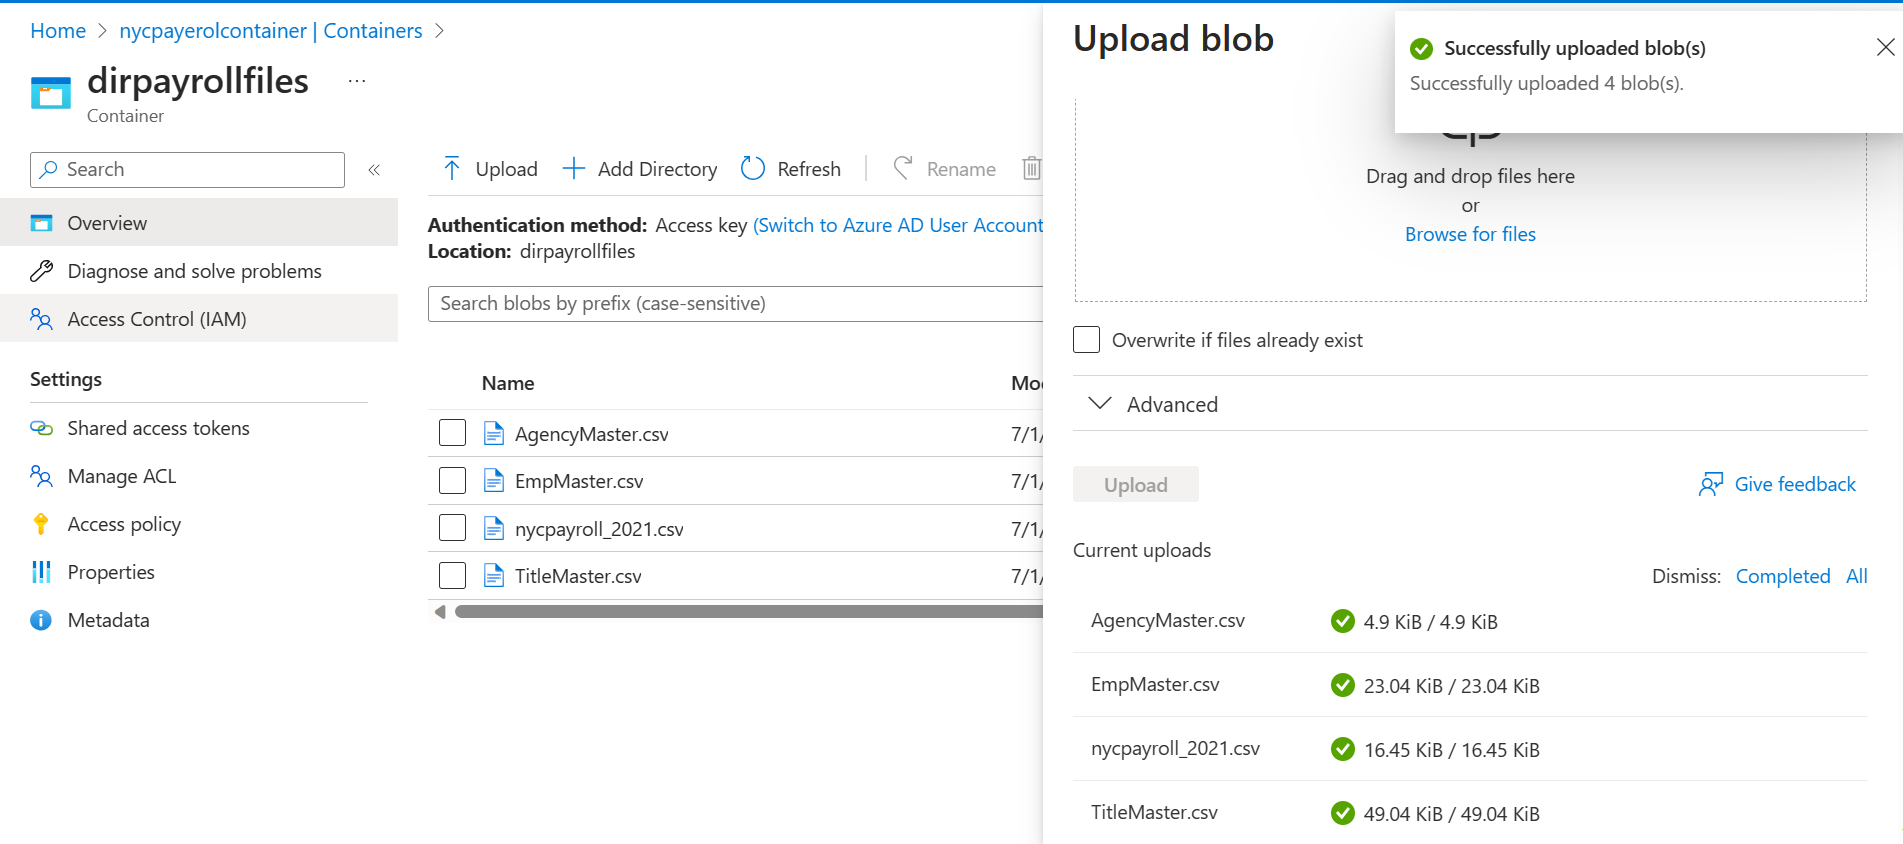 Home > nycpayerolcontainer | Containers >
dirpayrollfiles ...
Container
Search «
Overview
Diagnose and solve problems
Access Control (IAM)
Settings
Shared access tokens
Manage ACL
Access policy
Properties
Metadata
Upload Add Directory Refresh Rename
Authentication method: Access key (Switch to Azure AD User Account
Location: dirpayrollfiles
Search blobs by prefix (case-sensitive)
Name
AgencyMaster.csv 7/1/
EmpMaster.csv 7/1/
nycpayroll_2021.csv 7/1/
TitleMaster.csv 7/1/
Upload blob
Successfully uploaded blob(s)
Successfully uploaded 4 blob(s).
Drag and drop files here
or
Browse for files
Overwrite if files already exist
Advanced
Upload Give feedback
Current uploads
Dismiss: Completed All
AgencyMaster.csv 4.9 KiB / 4.9 KiB
EmpMaster.csv 23.04 KiB / 23.04 KiB
nycpayroll_2021.csv 16.45 KiB / 16.45 KiB
TitleMaster.csv 49.04 KiB / 49.04 KiB